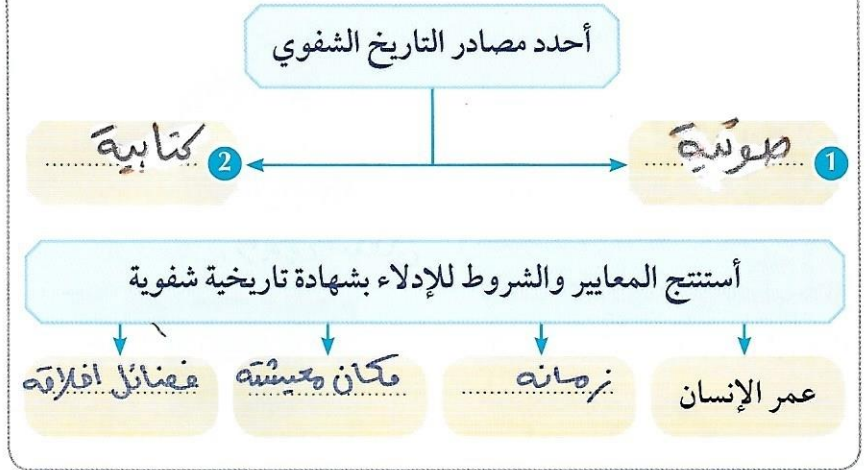 أحدد مصادر التاريخ الشفوي
1 صوتية
2 كتابية
أستنتج المعايير والشروط للإدلاء بشهادة تاريخية شفوية
عمر الإنسان
زمانه
مكان معيشته
فضائل اخلاقه